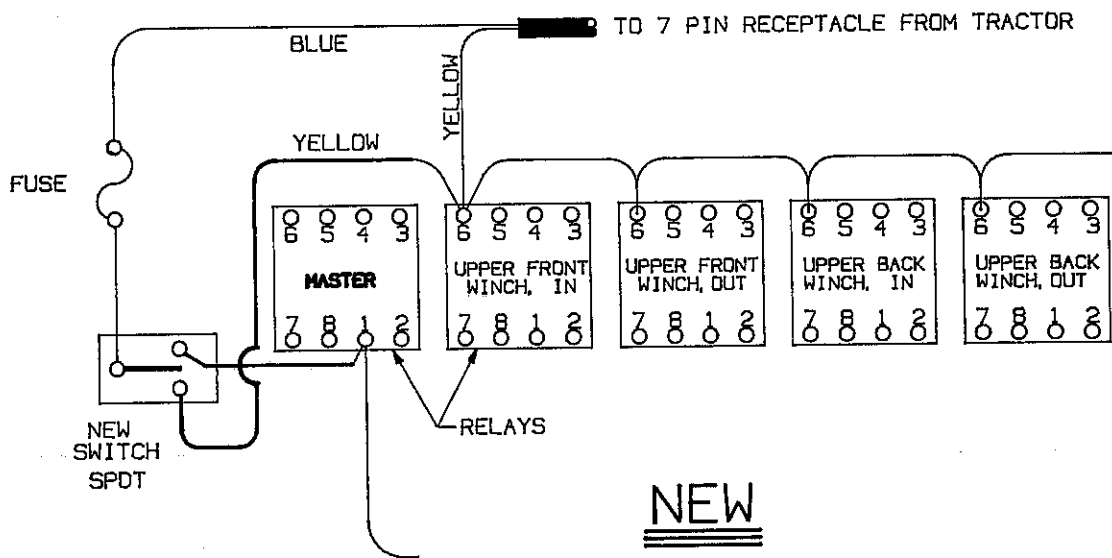 TO 7 PIN RECEPTACLE FROM TRACTOR
BLUE
YELLOW
YELLOW
FUSE
6 5 4 3
MASTER
7 8 1 2
6 5 4 3
UPPER FRONT
WINCH, IN
7 8 1 2
6 5 4 3
UPPER FRONT
WINCH, OUT
7 8 1 2
6 5 4 3
UPPER BACK
WINCH, IN
7 8 1 2
6 5 4 3
UPPER BACK
WINCH, OUT
7 8 1 2
NEW
SWITCH
SPDT
RELAYS
NEW